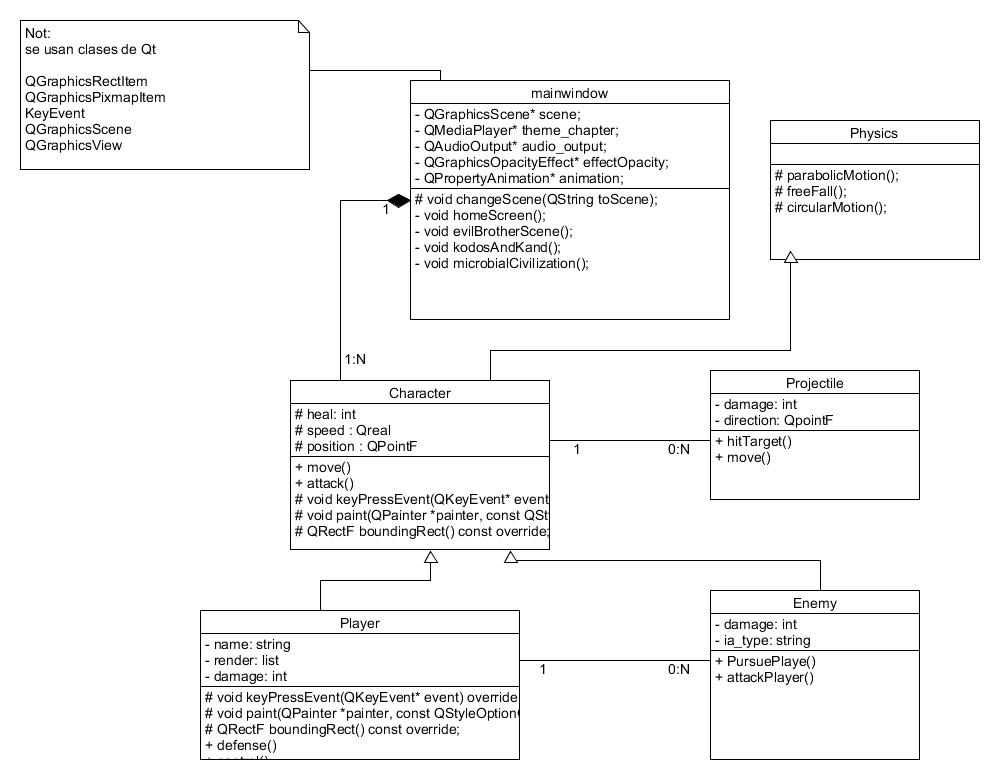 Not:
se usan clases de Qt
QGraphicsRectItem
QGraphicsPixmapItem
KeyEvent
QGraphicsScene
QGraphicsView
mainwindow
- QGraphicsScene* scene;
- QMediaPlayer* theme_chapter;
- QAudioOutput* audio_output;
- QGraphicsOpacityEffect* effectOpacity;
- QPropertyAnimation* animation;
# void changeScene(QString toScene);
- void homeScreen();
- void evilBrotherScene();
- void kodosAndKand();
- void microbialCivilization();
Physics
# parabolicMotion();
# freeFall();
# circularMotion();
1
1:N
Character
# heal: int
# speed : Qreal
# position : QPointF
+ move()
+ attack()
# void keyPressEvent(QKeyEvent* event
# void paint(QPainter *painter, const QSt
# QRectF boundingRect() const override;
1
0:N
Projectile
- damage: int
- direction: QpointF
+ hitTarget()
+ move()
Player
- name: string
- render: list
- damage: int
# void keyPressEvent(QKeyEvent* event) override
# void paint(QPainter *painter, const QStyleOption
# QRectF boundingRect() const override;
+ defense()
1
0:N
Enemy
- damage: int
- ia_type: string
+ PursuePlaye()
+ attackPlayer()